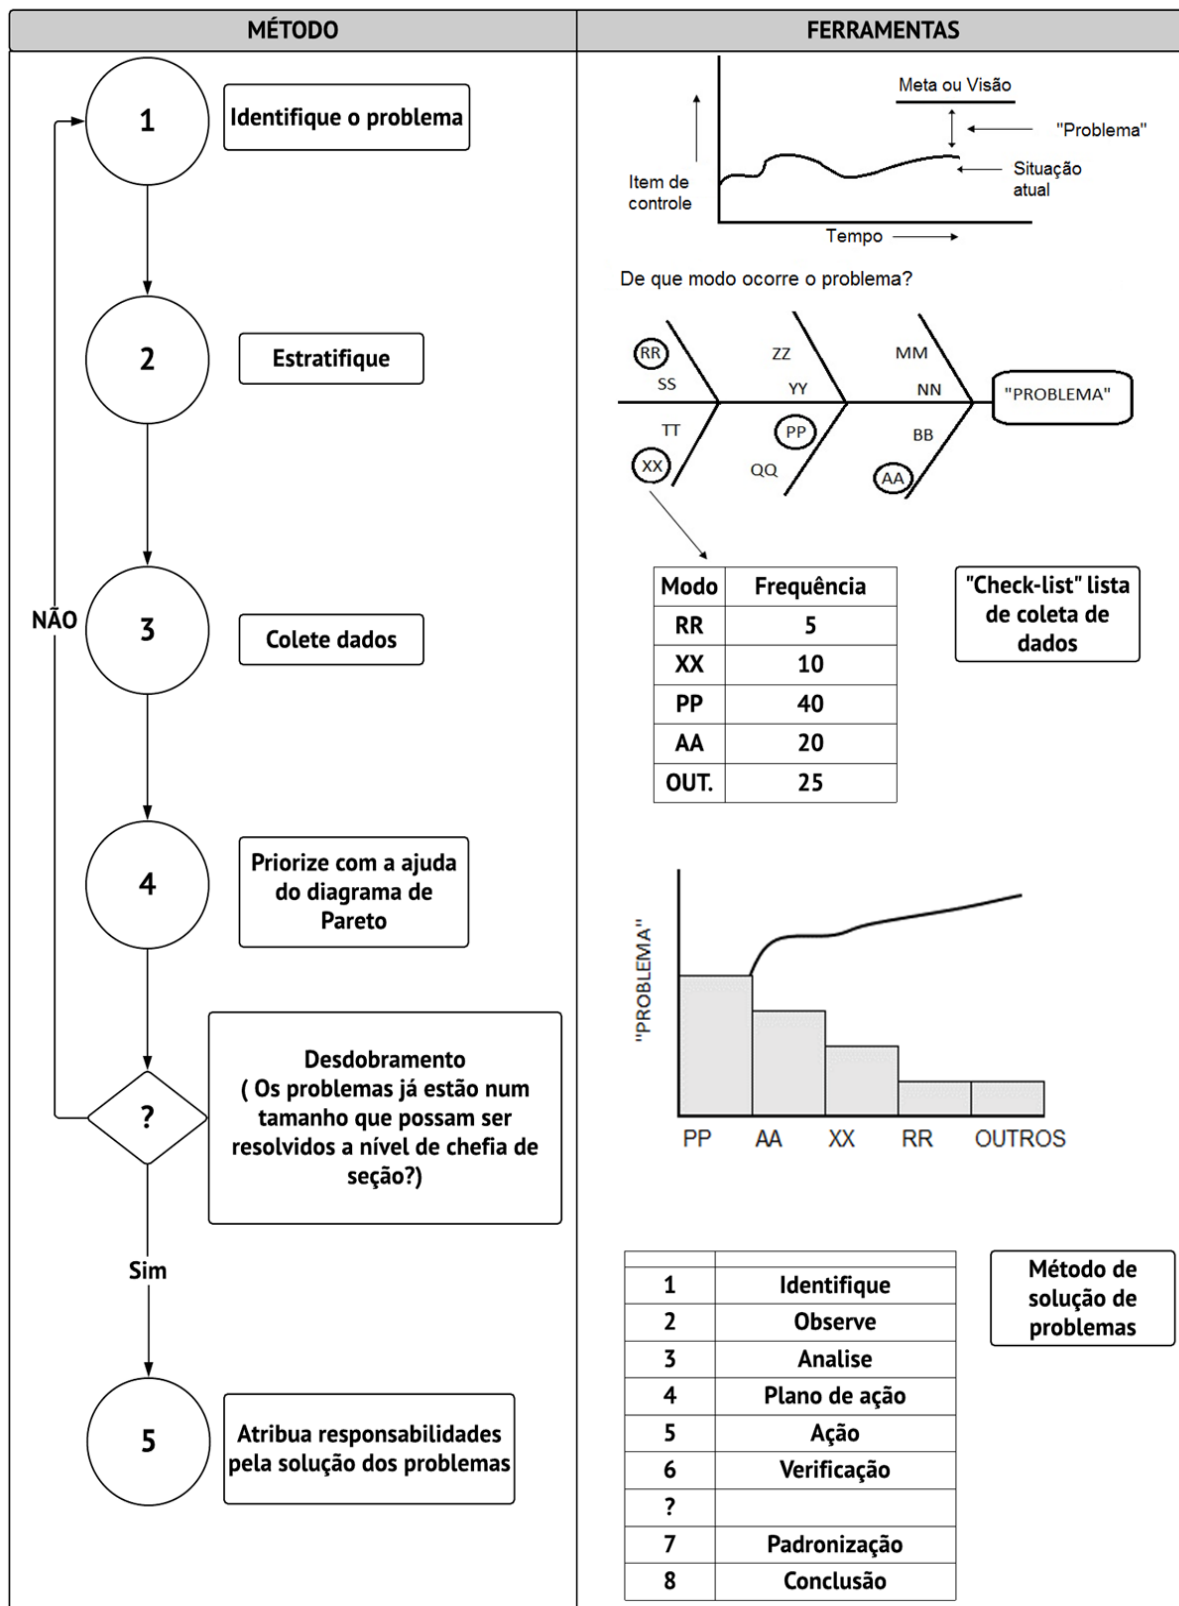 MÉTODO
FERRAMENTAS
1
Identifique o problema
Meta ou Visão
"Problema"
Item de
controle
Situação
atual
Tempo
De que modo ocorre o problema?
2
Estratifique
RR
SS
ZZ
YY
MM
NN
"PROBLEMA"
TT
XX
PP
QQ
BB
AA
NÃO
3
Colete dados
Modo Frequência
RR 5
XX 10
PP 40
AA 20
OUT. 25
"Check-list" lista
de coleta de
dados
4
Priorize com a ajuda
do diagrama de
Pareto
"PROBLEMA"
PP AA XX RR OUTROS
?
Desdobramento
( Os problemas já estão num
tamanho que possam ser
resolvidos a nível de chefia de
seção?)
Sim
5
Atribua responsabilidades
pela solução dos problemas
1 Identifique
2 Observe
3 Analise
4 Plano de ação
5 Ação
6 Verificação
?
7 Padronização
8 Conclusão
Método de
solução de
problemas